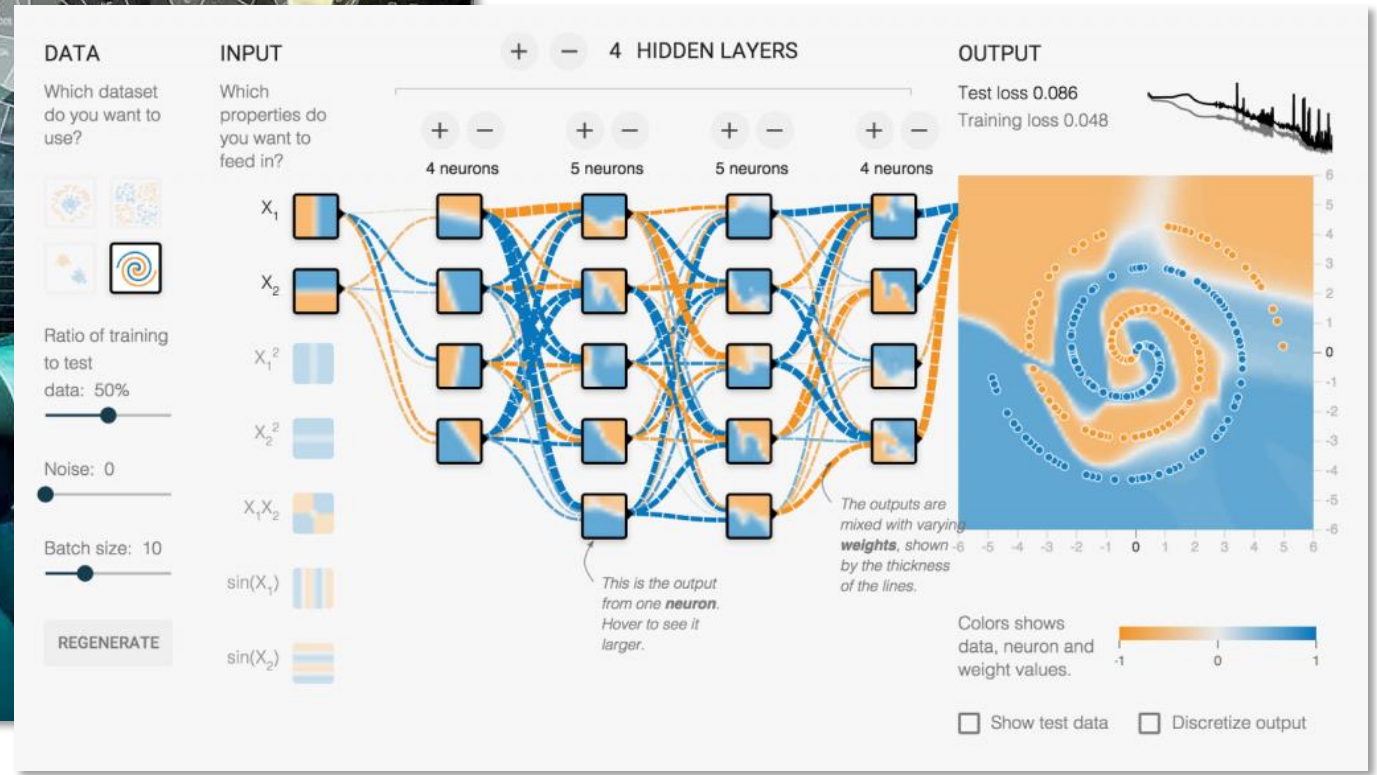 DATA
Which dataset
do you want to
use?
Ratio of training
to test
data: 50%
Noise: 0
Batch size: 10
REGENERATE
INPUT
Which
properties do
you want to
feed in?
X₁
X₂
X₁²
X₂²
X₁X₂
sin(X₁)
sin(X₂)
+ − 4 HIDDEN LAYERS
+ − + − + − + −
4 neurons 5 neurons 5 neurons 4 neurons
This is the output
from one neuron.
Hover to see it
larger.
The outputs are
mixed with varying
weights, shown
by the thickness
of the lines.
OUTPUT
Test loss 0.086
Training loss 0.048
6
5
4
3
2
1
0
-1
-2
-3
-4
-5
-6
-6 -5 -4 -3 -2 -1 0 1 2 3 4 5 6
Colors shows
data, neuron and
weight values.
-1 0 1
Show test data Discretize output